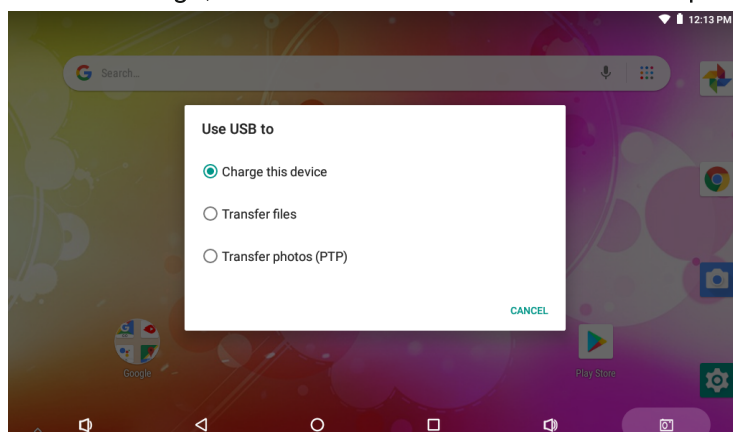 12:13 PM
Search...
Use USB to
Charge this device
Transfer files
Transfer photos (PTP)
CANCEL
Google
Play Store